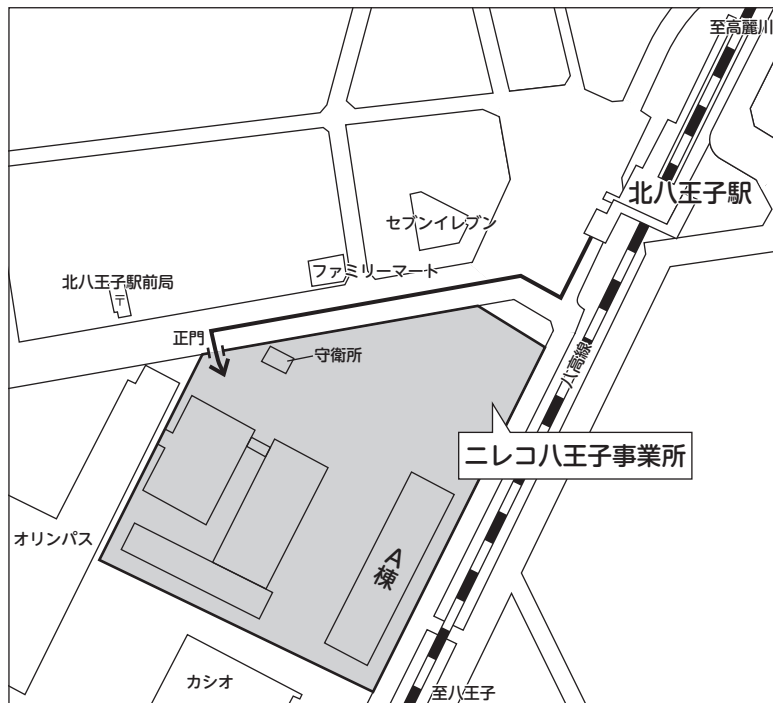 至高麗川
北八王子駅
セブンイレブン
ファミリーマート
北八王子駅前局
〒
正門
守衛所
八高線
ニレコ八王子事業所
オリンパス
A棟
カシオ
至八王子